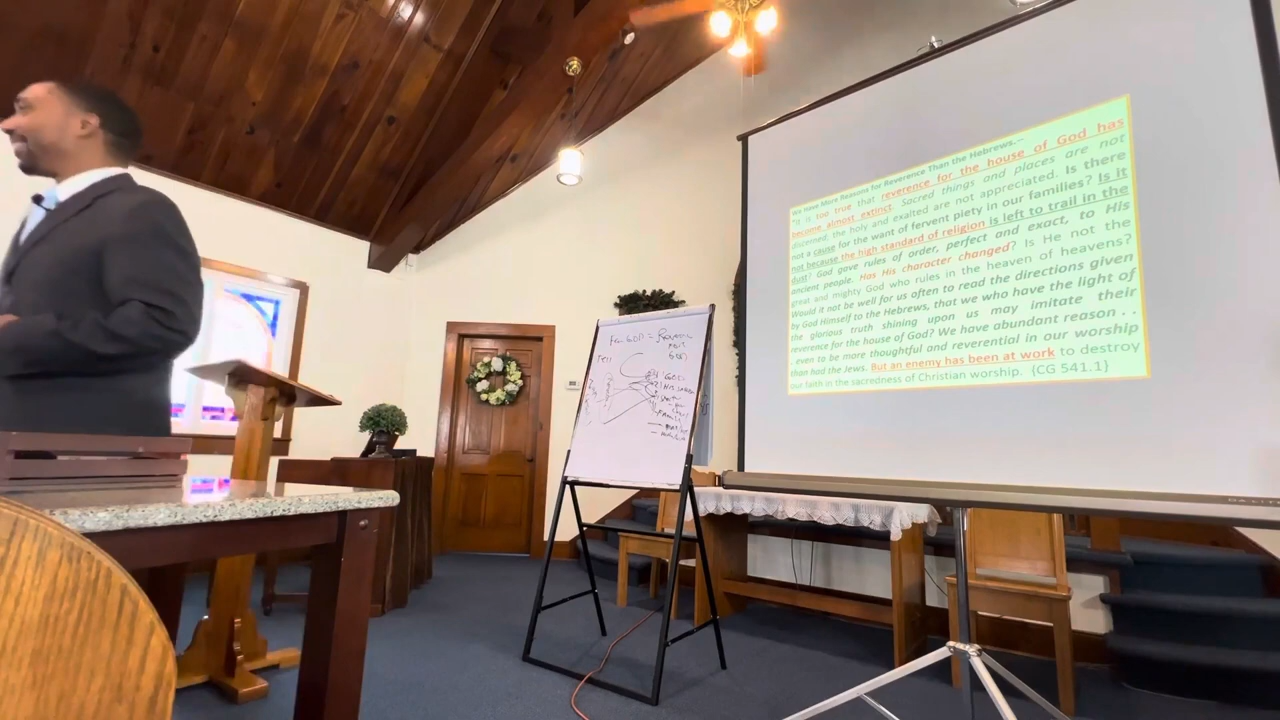 We Have More Reasons for Reverence Than the Hebrews.—
"It is too true that reverence for the house of God has
become almost extinct. Sacred things and places are not
discerned, the holy and exalted are not appreciated. Is there
not a cause for the want of fervent piety in our families? Is it
not because the high standard of religion is left to trail in the
dust? God gave rules of order, perfect and exact, to His
ancient people. Has His character changed? Is He not the
great and mighty God who rules in the heaven of heavens?
Would it not be well for us often to read the directions given
by God Himself to the Hebrews, that we who have the light of
the glorious truth shining upon us may imitate their
reverence for the house of God? We have abundant reason . .
. even to be more thoughtful and reverential in our worship
than had the Jews. But an enemy has been at work to destroy
our faith in the sacredness of Christian worship. {CG 541.1}
GOD =
GOD
1) GOD
DA-LITE